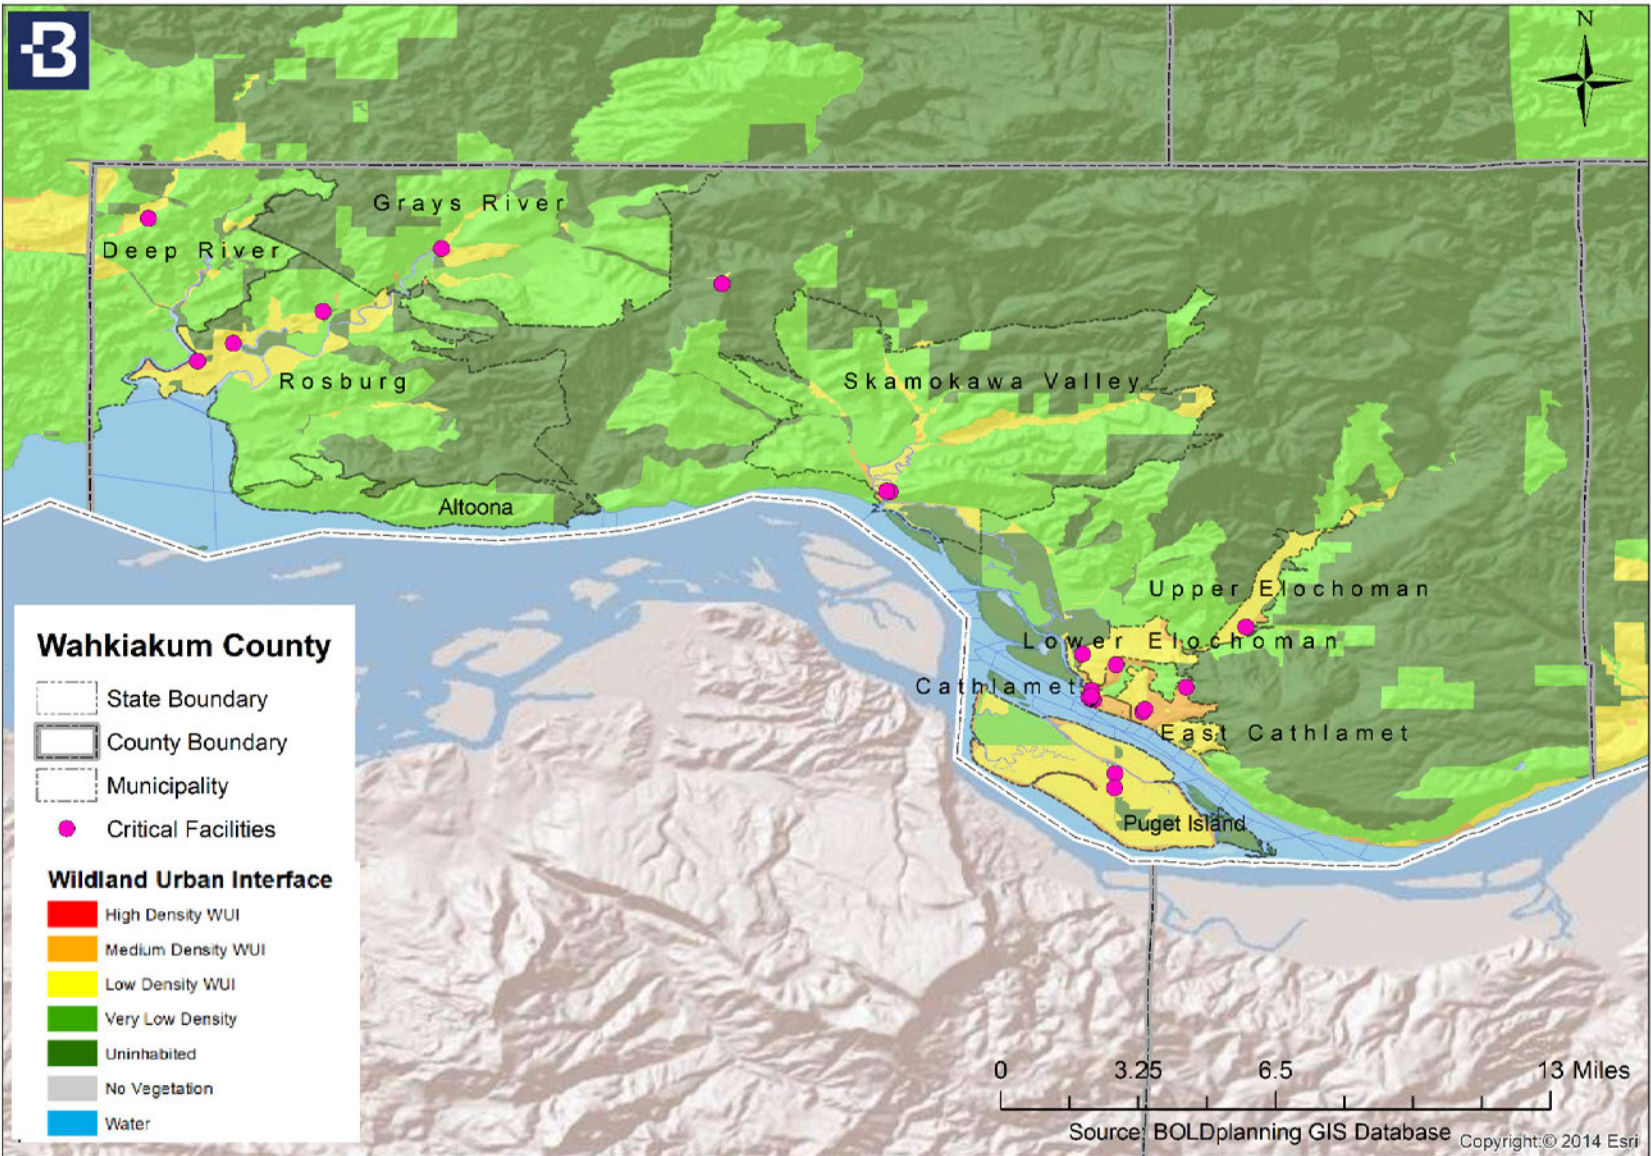 B
N
Grays River
Deep River
Rosburg
Skamokawa Valley
Altoona
Upper Elochoman
Lower Elochoman
Cathlamet
East Cathlamet
Puget Island
Wahkiakum County
State Boundary
County Boundary
Municipality
Critical Facilities
Wildland Urban Interface
High Density WUI
Medium Density WUI
Low Density WUI
Very Low Density
Uninhabited
No Vegetation
Water
0 3.25 6.5 13 Miles
Source: BOLDplanning GIS Database
Copyright:© 2014 Esri